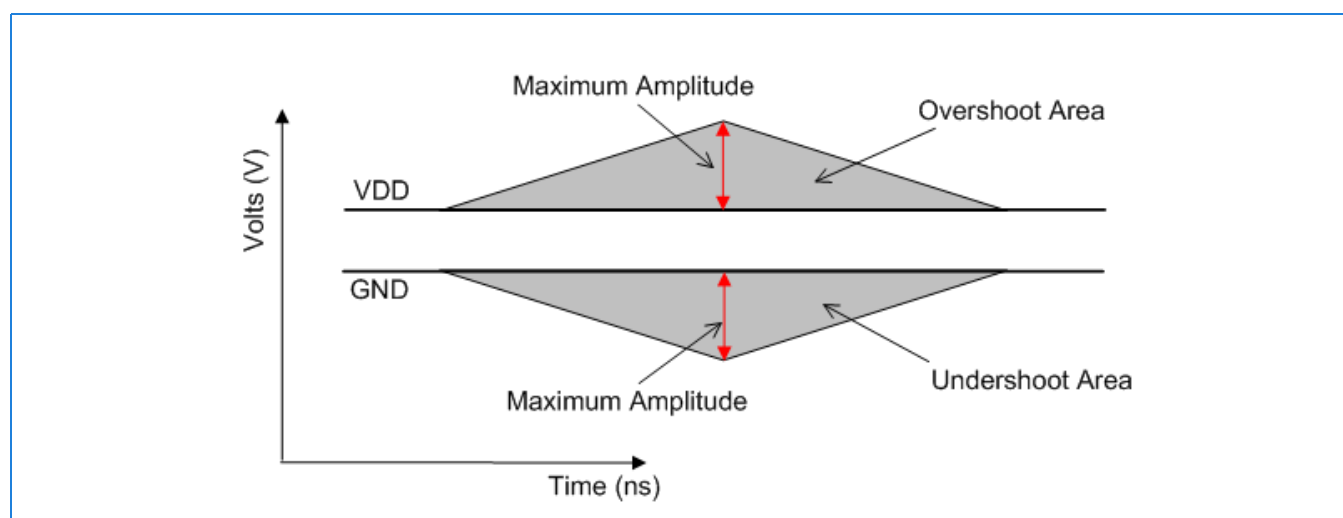 Maximum Amplitude
Overshoot Area
Volts (V)
VDD
GND
Undershoot Area
Maximum Amplitude
Time (ns)